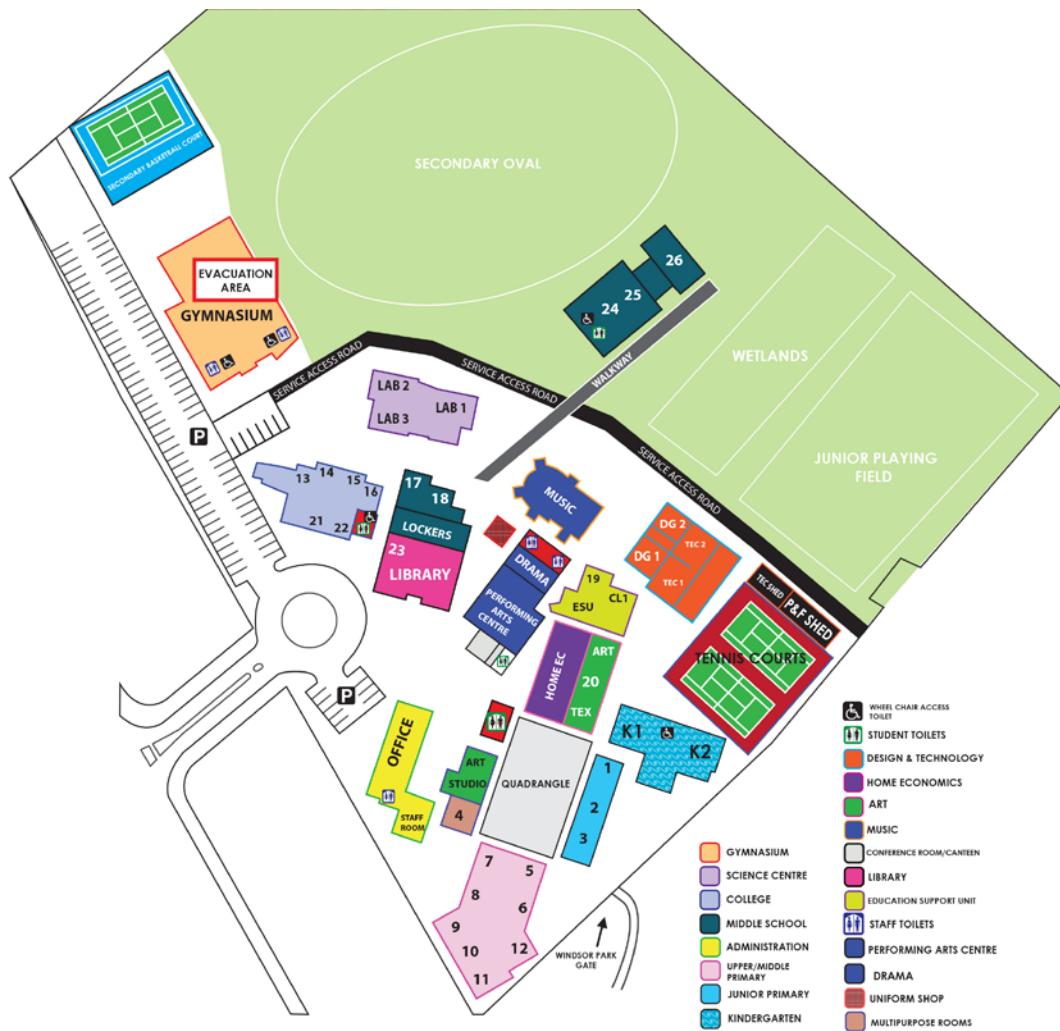 SECONDARY BASKETBALL COURT
SECONDARY OVAL
EVACUATION
AREA
GYMNASIUM
26
25
24
WALKWAY
WETLANDS
JUNIOR PLAYING
FIELD
SERVICE ACCESS ROAD
SERVICE ACCESS ROAD
SERVICE ACCESS ROAD
P
LAB 2
LAB 1
LAB 3
13
14
15
16
21
22
17
18
LOCKERS
23
LIBRARY
MUSIC
DRAMA
PERFORMING
ARTS
CENTRE
DG 2
TEC 2
DG 1
TEC 1
19
CL1
ESU
TEC SHED
P&F SHED
TENNIS COURTS
HOME EC
ART
20
TEX
P
OFFICE
STAFF
ROOM
ART
STUDIO
4
QUADRANGLE
K1
K2
1
2
3
7
5
8
6
9
10
12
11
WINDSOR PARK
GATE
WHEEL CHAIR ACCESS
TOILET
STUDENT TOILETS
DESIGN & TECHNOLOGY
HOME ECONOMICS
ART
MUSIC
CONFERENCE ROOM/CANTEEN
LIBRARY
EDUCATION SUPPORT UNIT
STAFF TOILETS
PERFORMING ARTS CENTRE
DRAMA
UNIFORM SHOP
MULTIPURPOSE ROOMS
GYMNASIUM
SCIENCE CENTRE
COLLEGE
MIDDLE SCHOOL
ADMINISTRATION
UPPER/MIDDLE
PRIMARY
JUNIOR PRIMARY
KINDERGARTEN